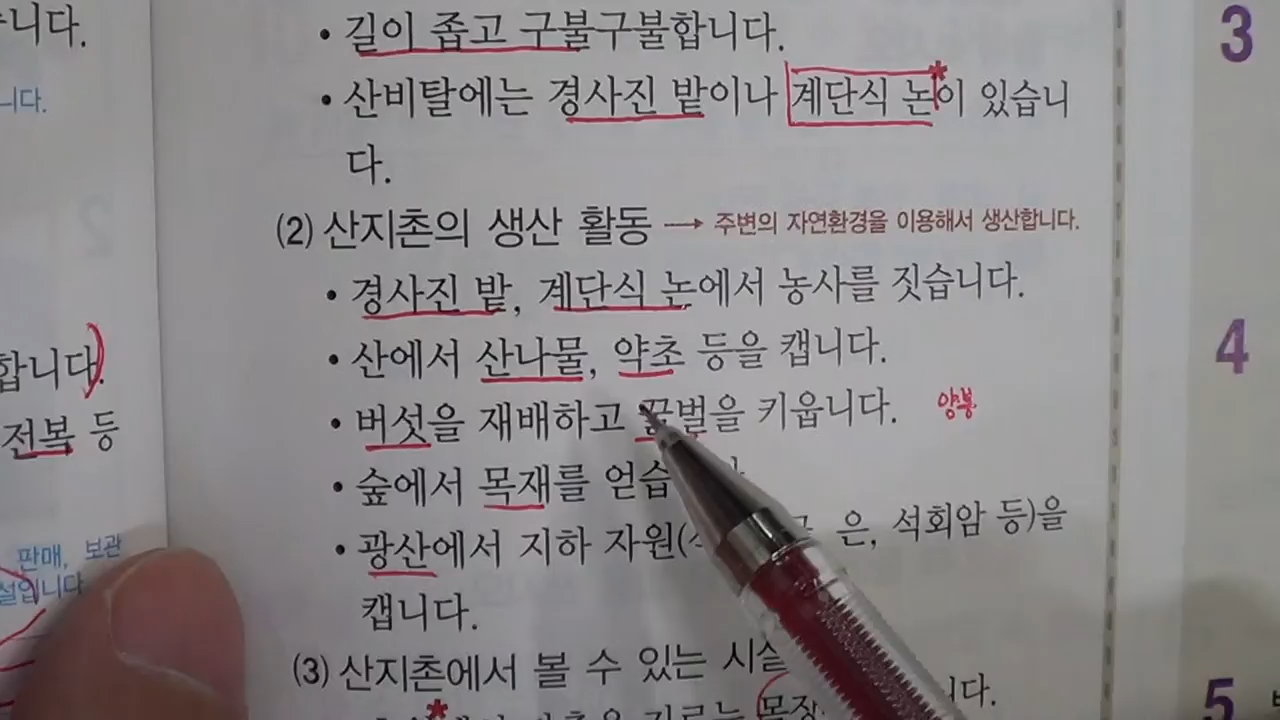 니다.
니다.
합니다.
전복 등
판매, 보관
설입니다
• 길이 좁고 구불구불합니다.
• 산비탈에는 경사진 밭이나 계단식 논*이 있습니
다.
(2) 산지촌의 생산 활동 → 주변의 자연환경을 이용해서 생산합니다.
• 경사진 밭, 계단식 논에서 농사를 짓습니다.
• 산에서 산나물, 약초 등을 캡니다.
• 버섯을 재배하고 꿀벌을 키웁니다. 양봉
• 숲에서 목재를 얻습
• 광산에서 지하 자원( 은, 석회암 등)을
캡니다.
(3) 산지촌에서 볼 수 있는 시설
목장 니다.
3
4
5